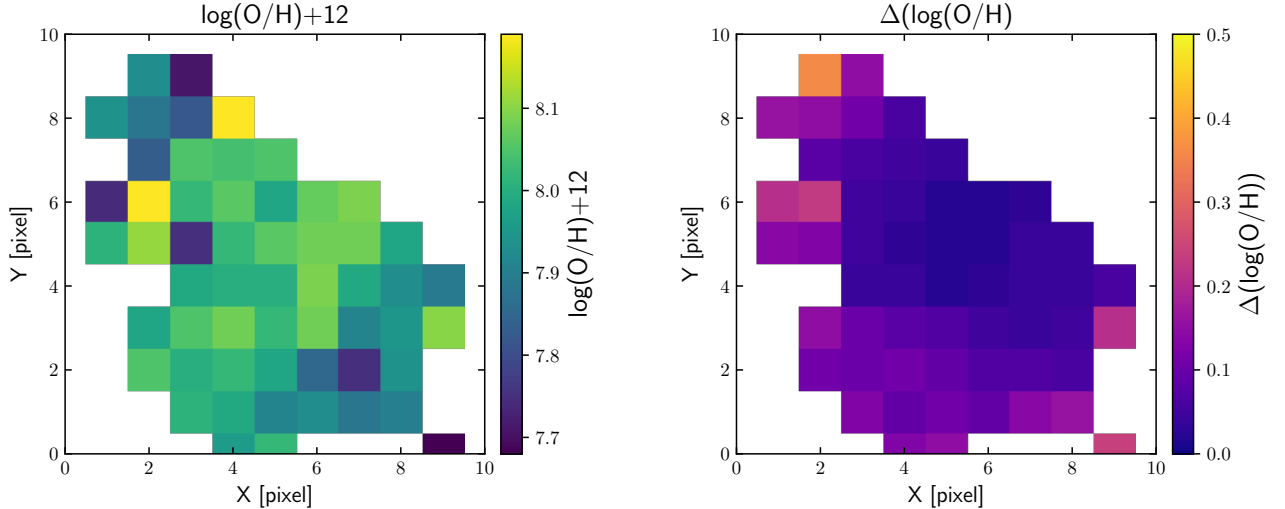 log(O/H)+12
10
8
6
4
2
0
Y [pixel]
0 2 4 6 8 10
X [pixel]
8.1
8.0
7.9
7.8
7.7
log(O/H)+12
Δ(log(O/H)
10
8
6
4
2
0
Y [pixel]
0 2 4 6 8 10
X [pixel]
0.5
0.4
0.3
0.2
0.1
0.0
Δ(log(O/H))